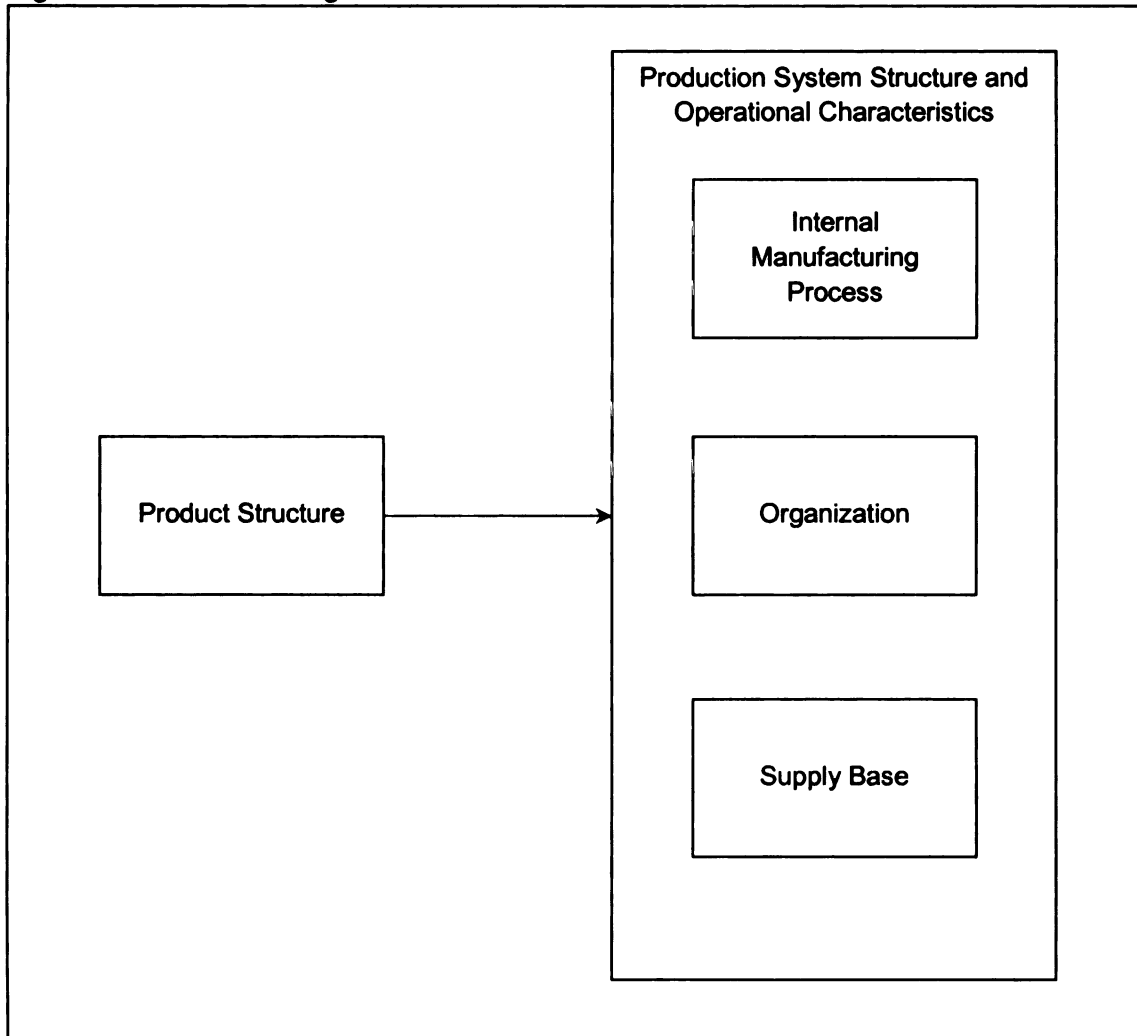 Production System Structure and
Operational Characteristics
Internal
Manufacturing
Process
Product Structure
Organization
Supply Base